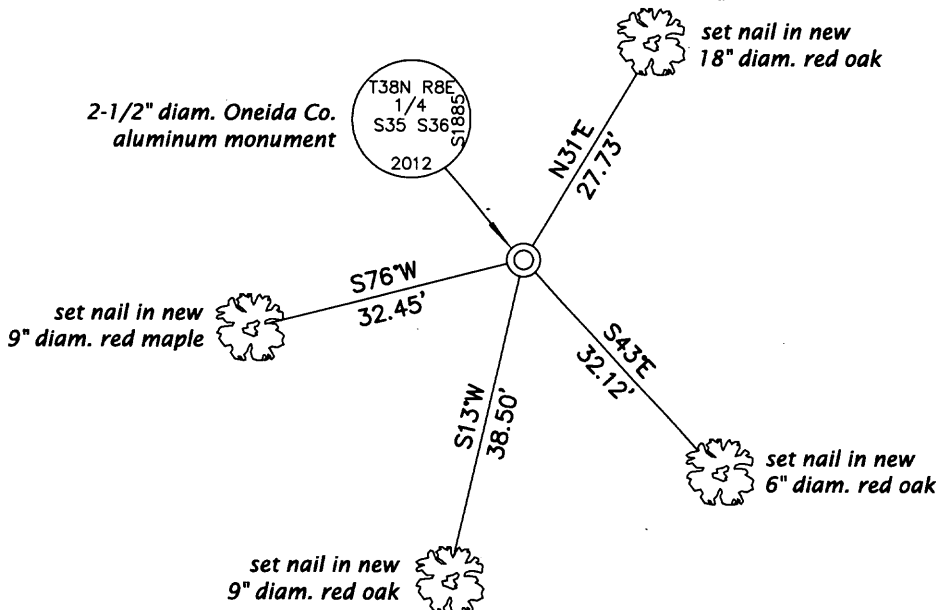 set nail in new
18" diam. red oak
2-1/2" diam. Oneida Co.
aluminum monument
T38N R8E
1/4
S35 S36
S1885
2012
N31°E
27.73'
S76°W
32.45'
set nail in new
9" diam. red maple
S43°E
32.12'
S13°W
38.50'
set nail in new
6" diam. red oak
set nail in new
9" diam. red oak